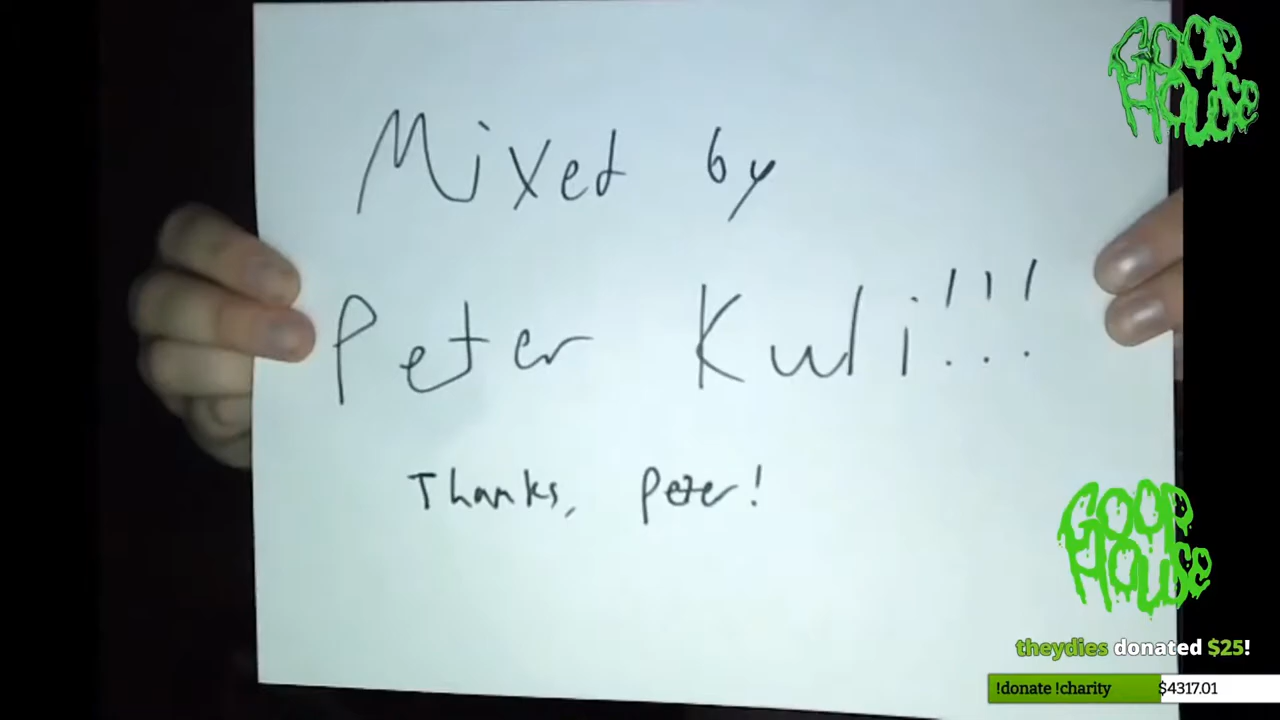 GOOP
HOUSE
Mixed by
Peter Kuli!!!
Thanks, Peter!
GOOP
HOUSE
theydies donated $25!
!donate !charity $4317.01